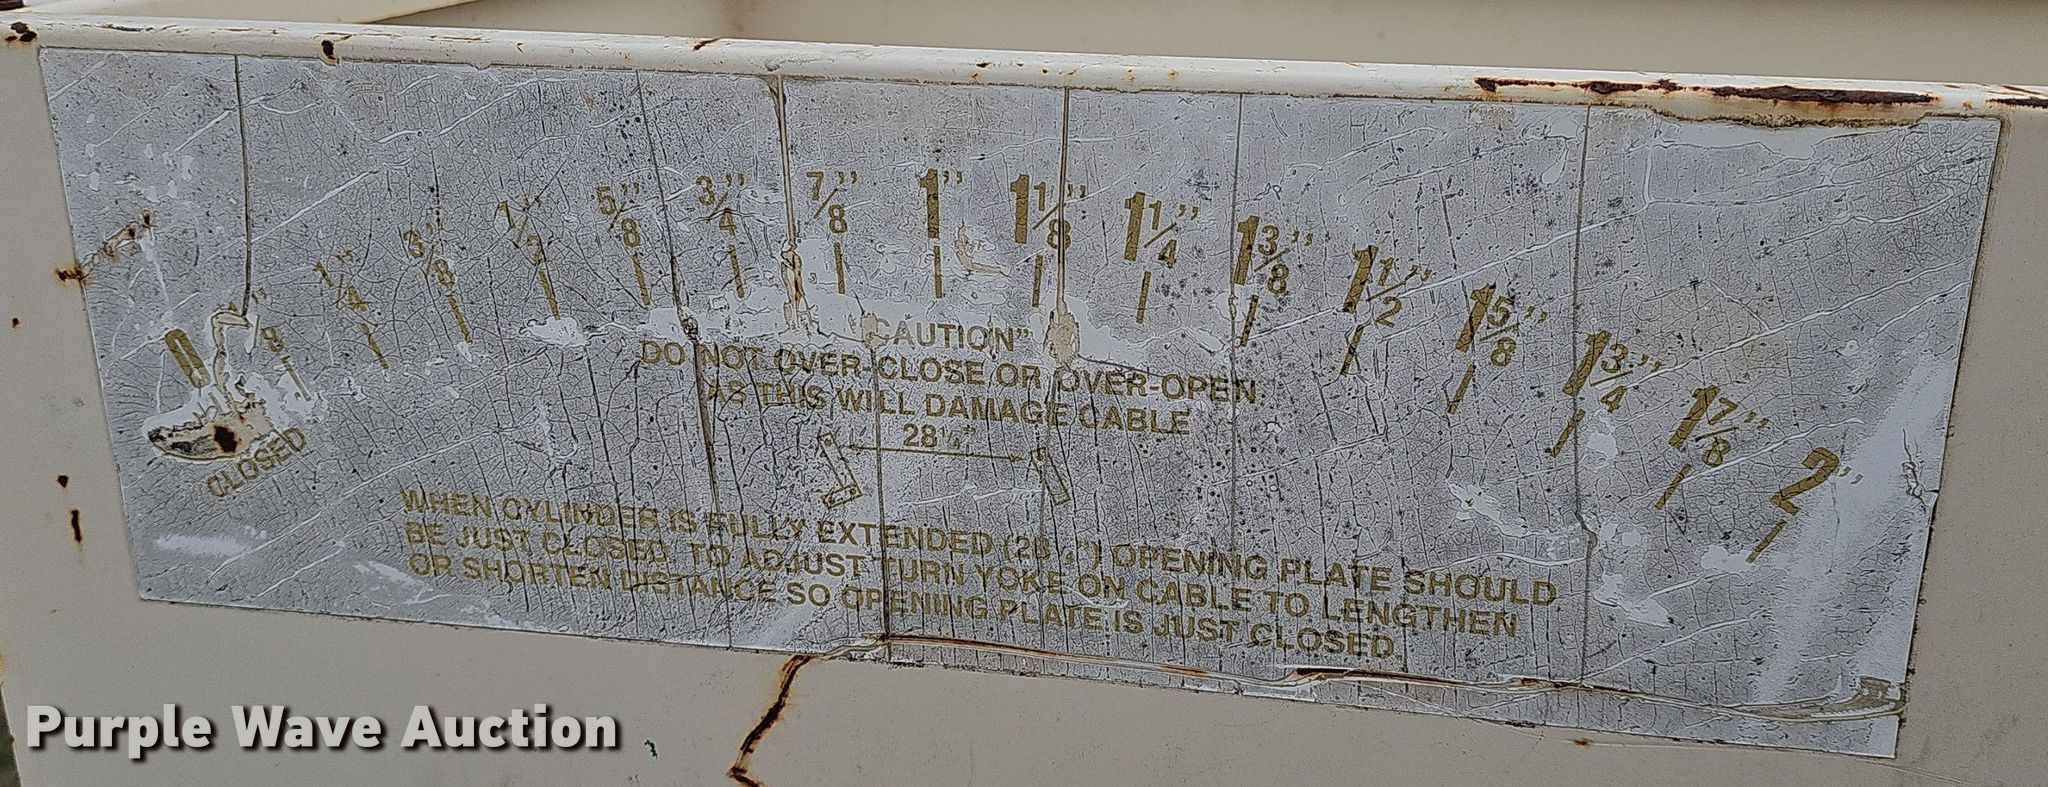 0 1/8" 1/4" 3/8" 1/2" 5/8" 3/4" 7/8" 1" 1 1/8" 1 1/4" 1 3/8" 1 1/2" 1 5/8" 1 3/4" 1 7/8" 2"
CLOSED
"CAUTION"
DO NOT OVER-CLOSE OR OVER-OPEN
AS THIS WILL DAMAGE CABLE
WHEN CYLINDER IS FULLY EXTENDED OPENING PLATE SHOULD
BE JUST CLOSED. TO ADJUST TURN YOKE ON CABLE TO LENGTHEN
OR SHORTEN DISTANCE SO OPENING PLATE IS JUST CLOSED
Purple Wave Auction